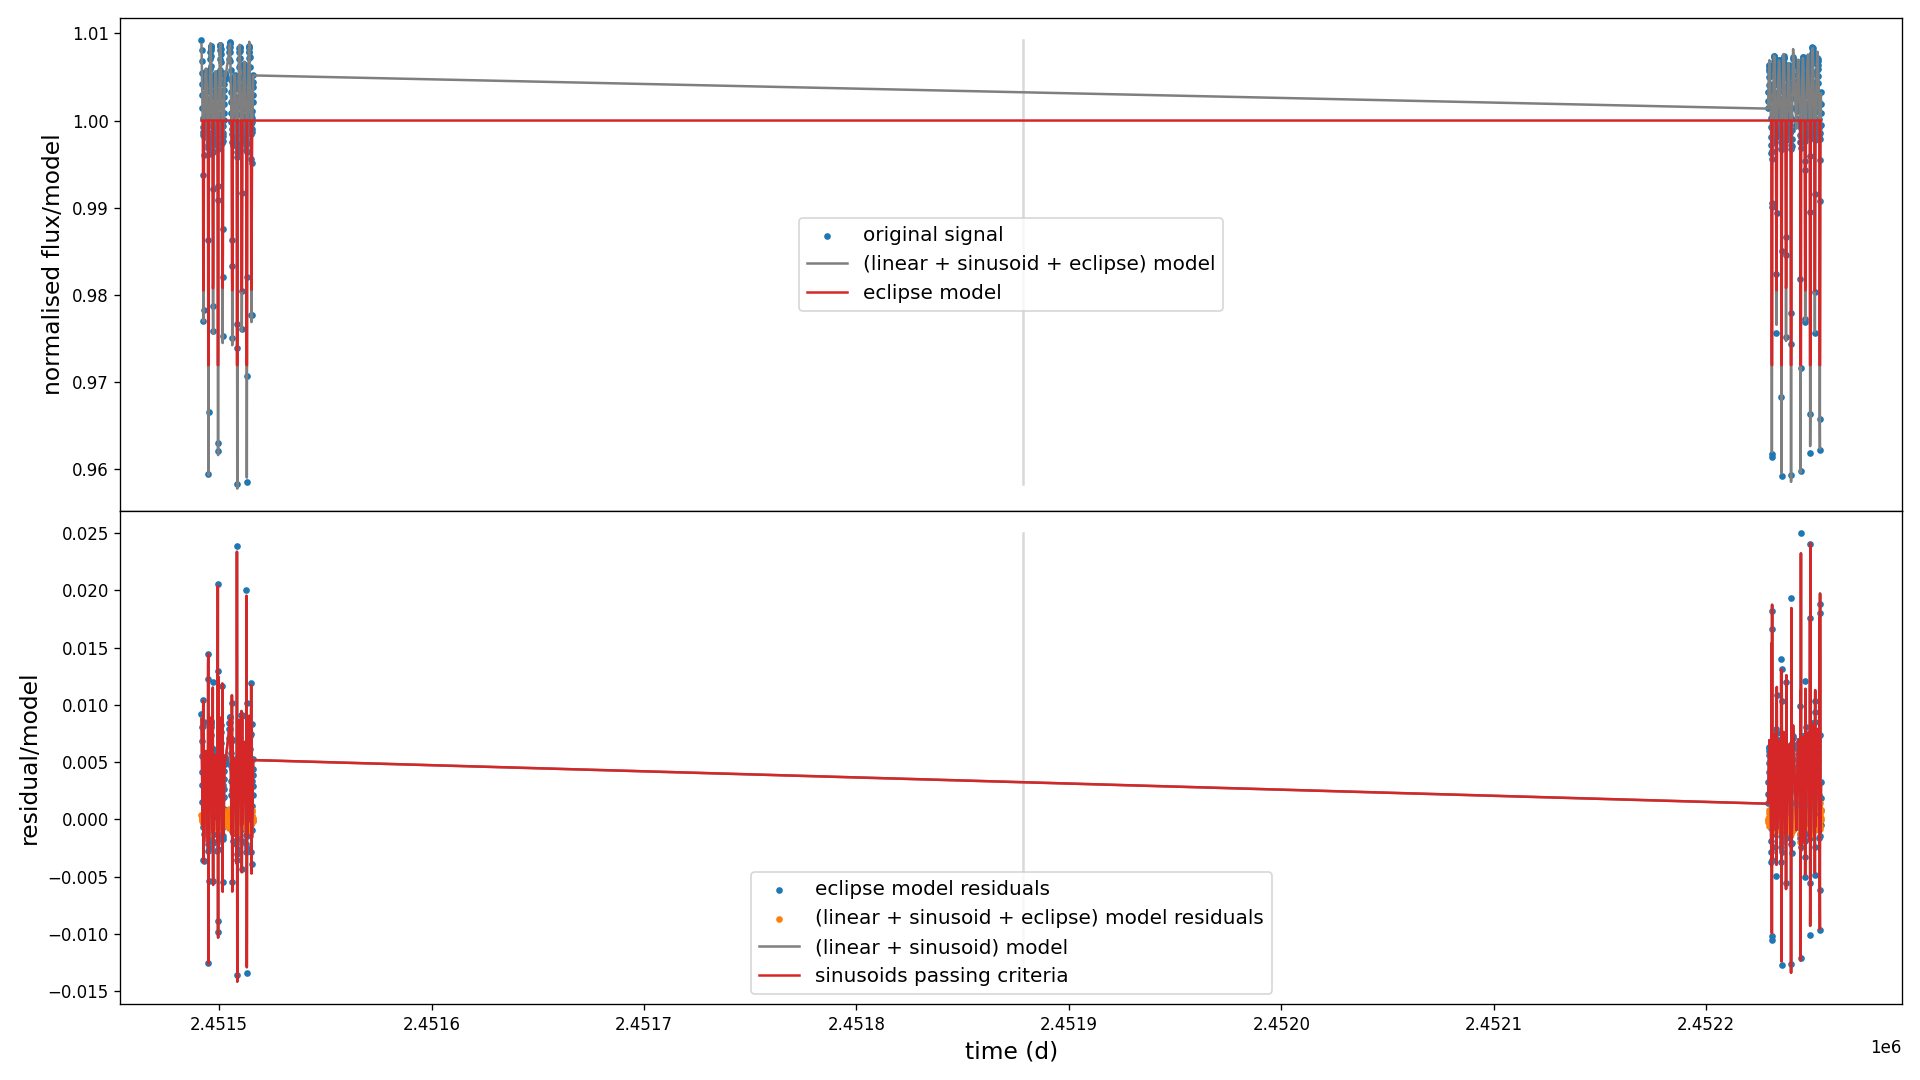 1.01
1.00
0.99
0.98
0.97
0.96
normalised flux/model
original signal
(linear + sinusoid + eclipse) model
eclipse model
0.025
0.020
0.015
0.010
0.005
0.000
−0.005
−0.010
−0.015
residual/model
eclipse model residuals
(linear + sinusoid + eclipse) model residuals
(linear + sinusoid) model
sinusoids passing criteria
2.4515 2.4516 2.4517 2.4518 2.4519 2.4520 2.4521 2.4522
1e6
time (d)